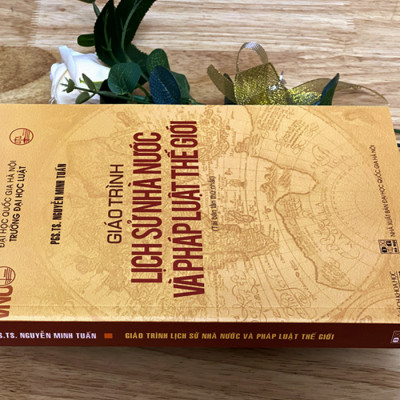 ĐẠI HỌC QUỐC GIA HÀ NỘI
TRƯỜNG ĐẠI HỌC LUẬT
PGS.TS. NGUYỄN MINH TUẤN
GIÁO TRÌNH
LỊCH SỬ NHÀ NƯỚC
VÀ PHÁP LUẬT THẾ GIỚI
NHÀ XUẤT BẢN ĐẠI HỌC QUỐC GIA HÀ NỘI
S.TS. NGUYỄN MINH TUẤN
GIÁO TRÌNH LỊCH SỬ NHÀ NƯỚC VÀ PHÁP LUẬT THẾ GIỚI